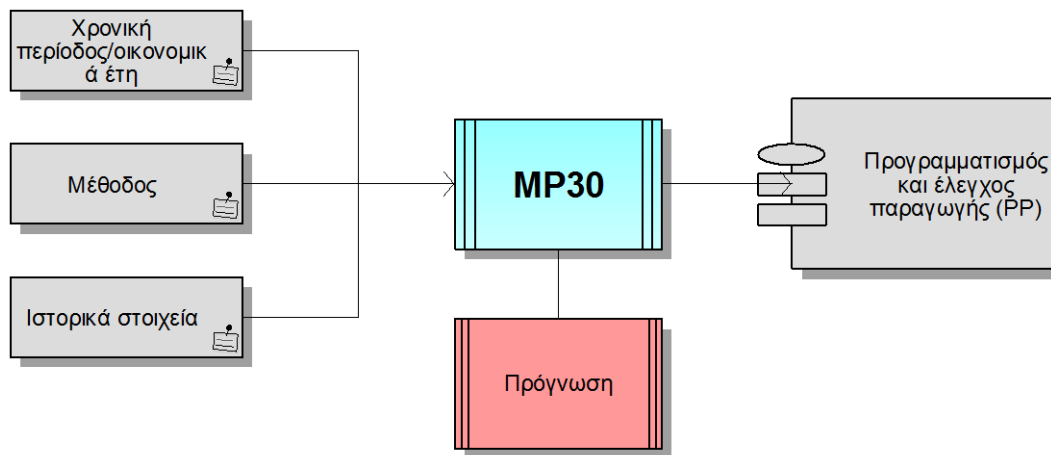 Χρονική
περίοδος/οικονομικ
ά έτη
Μέθοδος
Ιστορικά στοιχεία
MP30
Πρόγνωση
Προγραμματισμός
και έλεγχος
παραγωγής (PP)